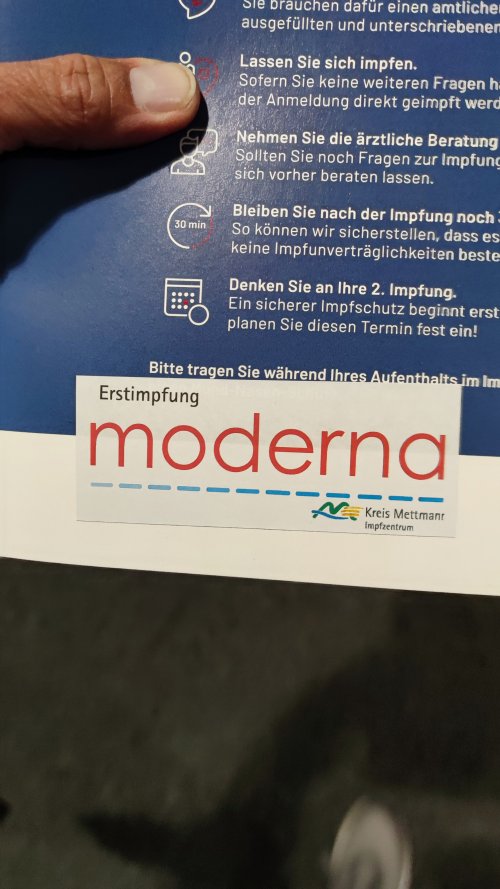 Sie brauchen dafür einen amtlichen
ausgefüllten und unterschriebenen
Lassen Sie sich impfen.
Sofern Sie keine weiteren Fragen
der Anmeldung direkt geimpft
Nehmen Sie die ärztliche Beratung
Sollten Sie noch Fragen zur Impfung
sich vorher beraten lassen.
Bleiben Sie nach der Impfung noch
30 min
So können wir sicherstellen, dass es
keine Impfunverträglichkeiten
Denken Sie an Ihre 2. Impfung.
Ein sicherer Impfschutz beginnt erst
planen Sie diesen Termin fest ein!
Bitte tragen Sie während Ihres Aufenthalts im
Erstimpfung
moderna
Kreis Mettmann
Impfzentrum